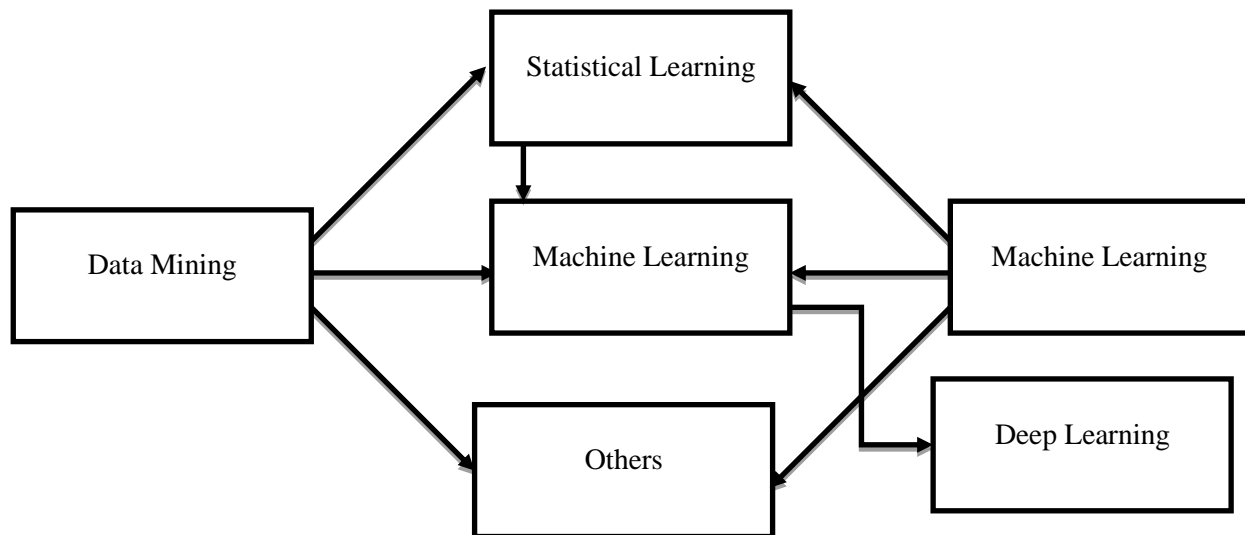 Statistical Learning
Data Mining
Machine Learning
Machine Learning
Others
Deep Learning